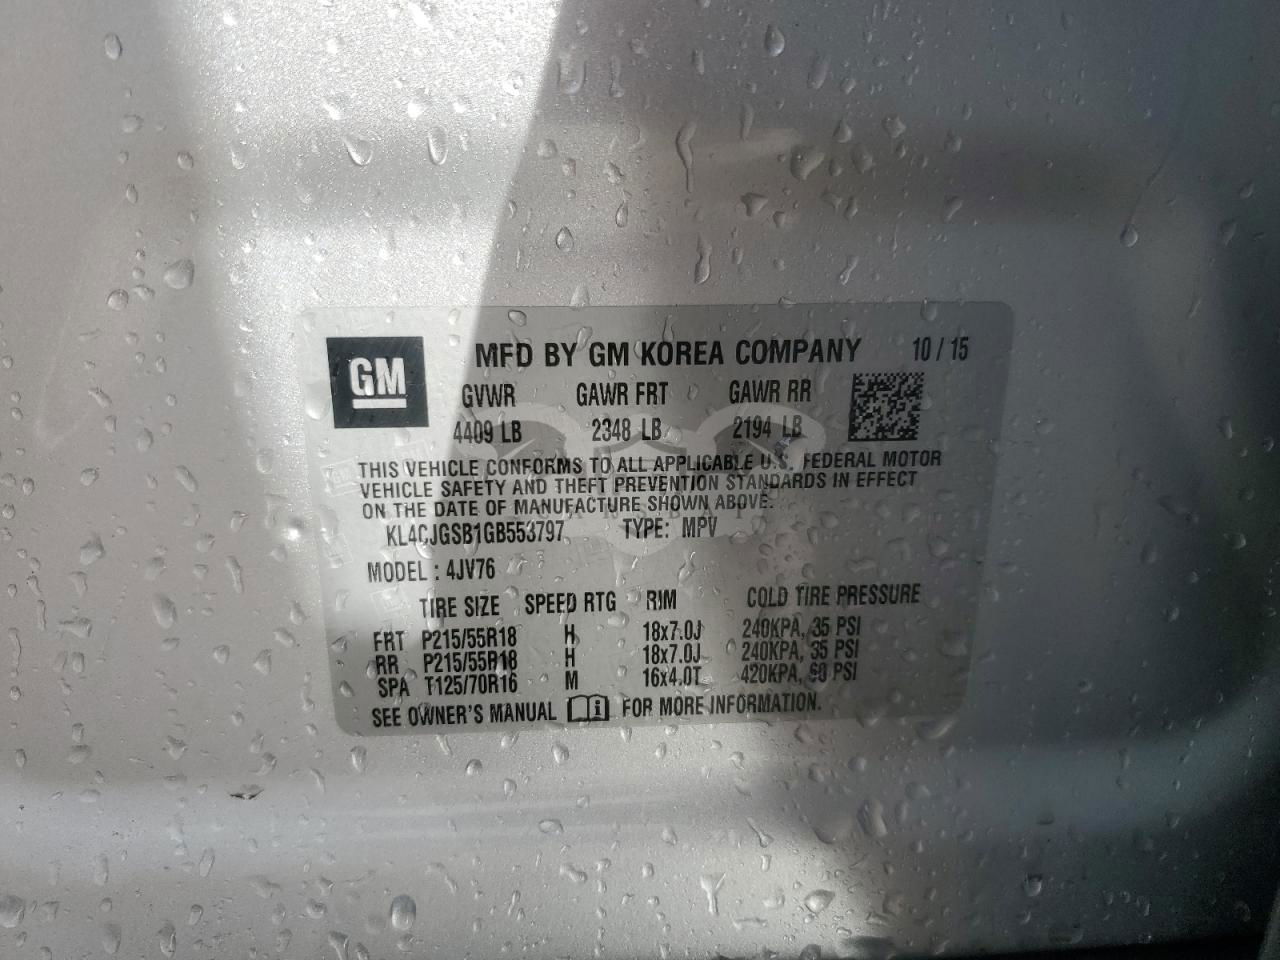 GM
MFD BY GM KOREA COMPANY 10 / 15
GVWR GAWR FRT GAWR RR
4409 LB 2348 LB 2194 LB
THIS VEHICLE CONFORMS TO ALL APPLICABLE U.S. FEDERAL MOTOR
VEHICLE SAFETY AND THEFT PREVENTION STANDARDS IN EFFECT
ON THE DATE OF MANUFACTURE SHOWN ABOVE.
KL4CJGSB1GB553797 TYPE: MPV
MODEL : 4JV76
TIRE SIZE SPEED RTG RIM COLD TIRE PRESSURE
FRT P215/55R18 H 18x7.0J 240KPA, 35 PSI
RR P215/55R18 H 18x7.0J 240KPA, 35 PSI
SPA T125/70R16 M 16x4.0T 420KPA, 60 PSI
SEE OWNER'S MANUAL FOR MORE INFORMATION.